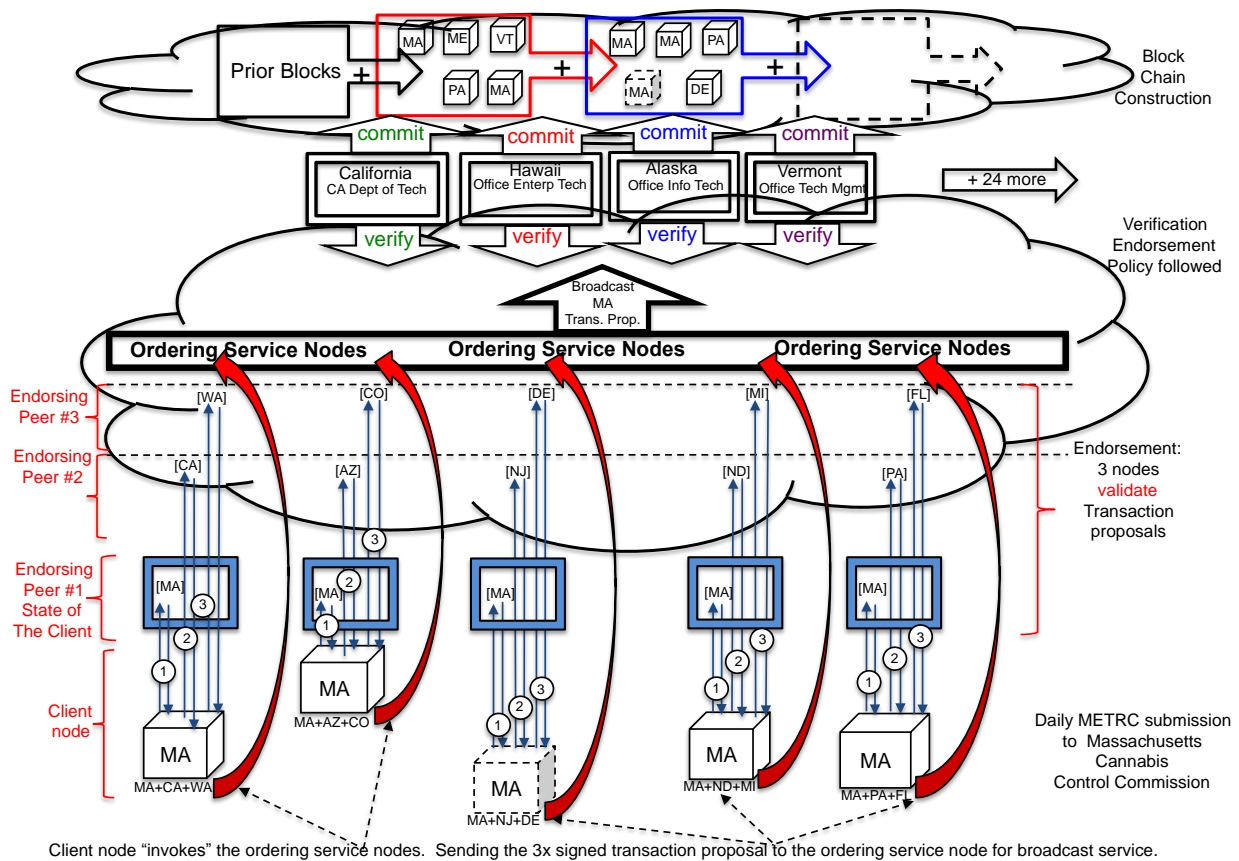 MA
ME
VT
MA
MA
PA
Prior Blocks
+
+
+
PA
MA
MA
DE
Block
Chain
Construction
commit
commit
commit
commit
California
CA Dept of Tech
Hawaii
Office Enterp Tech
Alaska
Office Info Tech
Vermont
Office Tech Mgmt
+ 24 more
verify
verify
verify
verify
Verification
Endorsement
Policy followed
Broadcast
MA
Trans. Prop.
Ordering Service Nodes
Ordering Service Nodes
Ordering Service Nodes
Endorsing
Peer #3
[WA]
[CO]
[DE]
[MI]
[FL]
Endorsing
Peer #2
[CA]
[AZ]
[NJ]
[ND]
[PA]
Endorsement:
3 nodes
validate
Transaction
proposals
Endorsing
Peer #1
State of
The Client
[MA]
3
2
1
[MA]
3
2
1
[MA]
3
2
1
[MA]
3
2
1
[MA]
3
2
1
Client
node
MA
MA+CA+WA
MA
MA+AZ+CO
MA
MA+NJ+DE
MA
MA+ND+MI
MA
MA+PA+FL
Daily METRC submission
to Massachusetts
Cannabis
Control Commission
Client node “invokes” the ordering service nodes. Sending the 3x signed transaction proposal to the ordering service node for broadcast service.